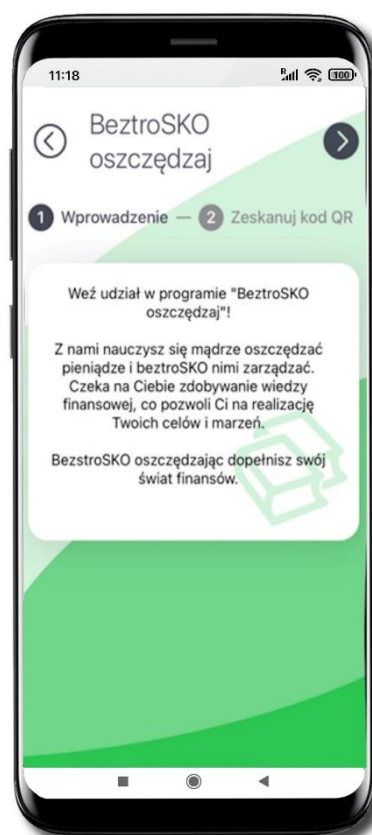 11:18
R
100
BeztroSKO
oszczędzaj
1 Wprowadzenie — 2 Zeskanuj kod QR
Weź udział w programie "BeztroSKO
oszczędzaj"!
Z nami nauczysz się mądrze oszczędzać
pieniądze i beztroSKO nimi zarządzać.
Czeka na Ciebie zdobywanie wiedzy
finansowej, co pozwoli Ci na realizację
Twoich celów i marzeń.
BezstroSKO oszczędzając dopełnisz swój
świat finansów.